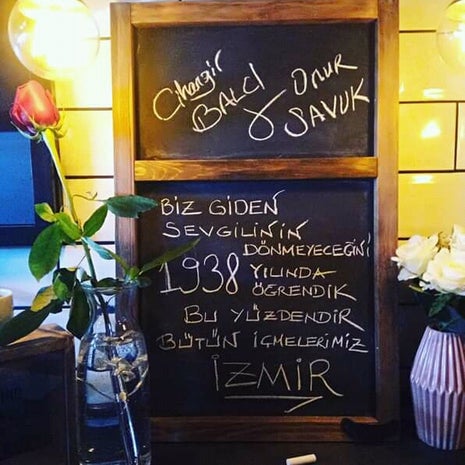 Cihangir
BALCI
&
Onur
SAVUK
BİZ GİDEN
SEVGİLİNİN
DÖNMEYECEĞİNİ
1938 YILINDA
ÖĞRENDİK
BU YÜZDENDİR
BÜTÜN İÇMELERİMİZ
İZMİR